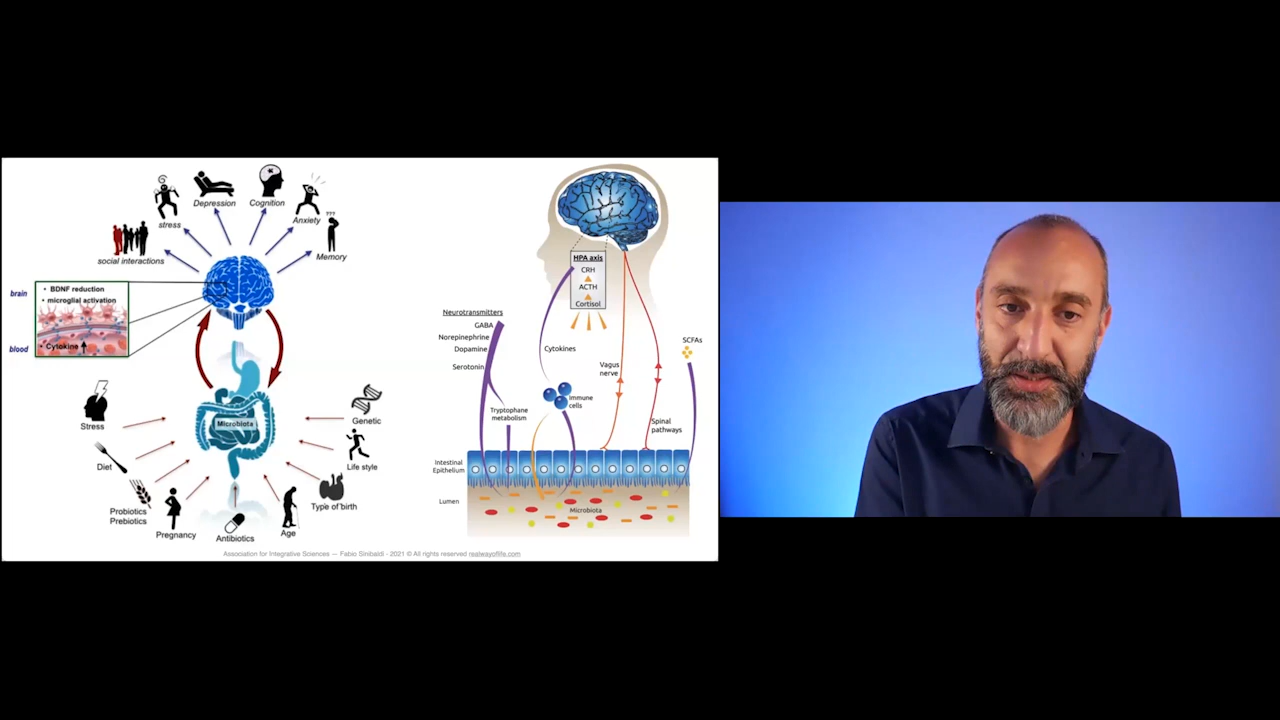 stress
Depression
Cognition
Anxiety
???
Memory
social interactions
brain
• BDNF reduction
• microglial activation
blood
• Cytokine
Stress
Microbiota
Genetic
Diet
Life style
Probiotics
Prebiotics
Type of birth
Pregnancy
Antibiotics
Age
HPA axis
CRH
ACTH
Cortisol
Neurotransmitters
GABA
Norepinephrine
Dopamine
Serotonin
Cytokines
Vagus
nerve
SCFAs
immune
cells
Tryptophane
metabolism
Spinal
pathways
Intestinal
Epithelium
Lumen
Microbiota
Association for Integrative Sciences — Fabio Sinibaldi - 2021 © All rights reserved realwayoflife.com